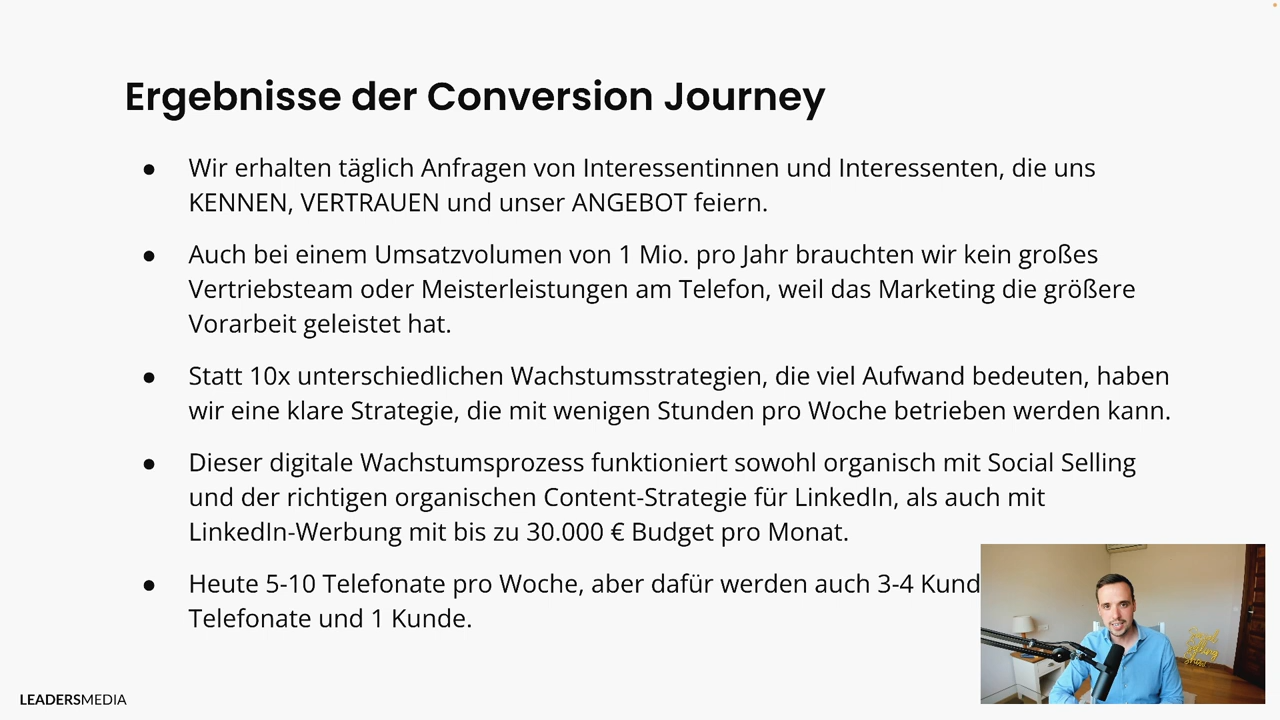 Ergebnisse der Conversion Journey
● Wir erhalten täglich Anfragen von Interessentinnen und Interessenten, die uns
KENNEN, VERTRAUEN und unser ANGEBOT feiern.
● Auch bei einem Umsatzvolumen von 1 Mio. pro Jahr brauchten wir kein großes
Vertriebsteam oder Meisterleistungen am Telefon, weil das Marketing die größere
Vorarbeit geleistet hat.
● Statt 10x unterschiedlichen Wachstumsstrategien, die viel Aufwand bedeuten, haben
wir eine klare Strategie, die mit wenigen Stunden pro Woche betrieben werden kann.
● Dieser digitale Wachstumsprozess funktioniert sowohl organisch mit Social Selling
und der richtigen organischen Content-Strategie für LinkedIn, als auch mit
LinkedIn-Werbung mit bis zu 30.000 € Budget pro Monat.
● Heute 5-10 Telefonate pro Woche, aber dafür werden auch 3-4 Kund
Telefonate und 1 Kunde.
LEADERSMEDIA